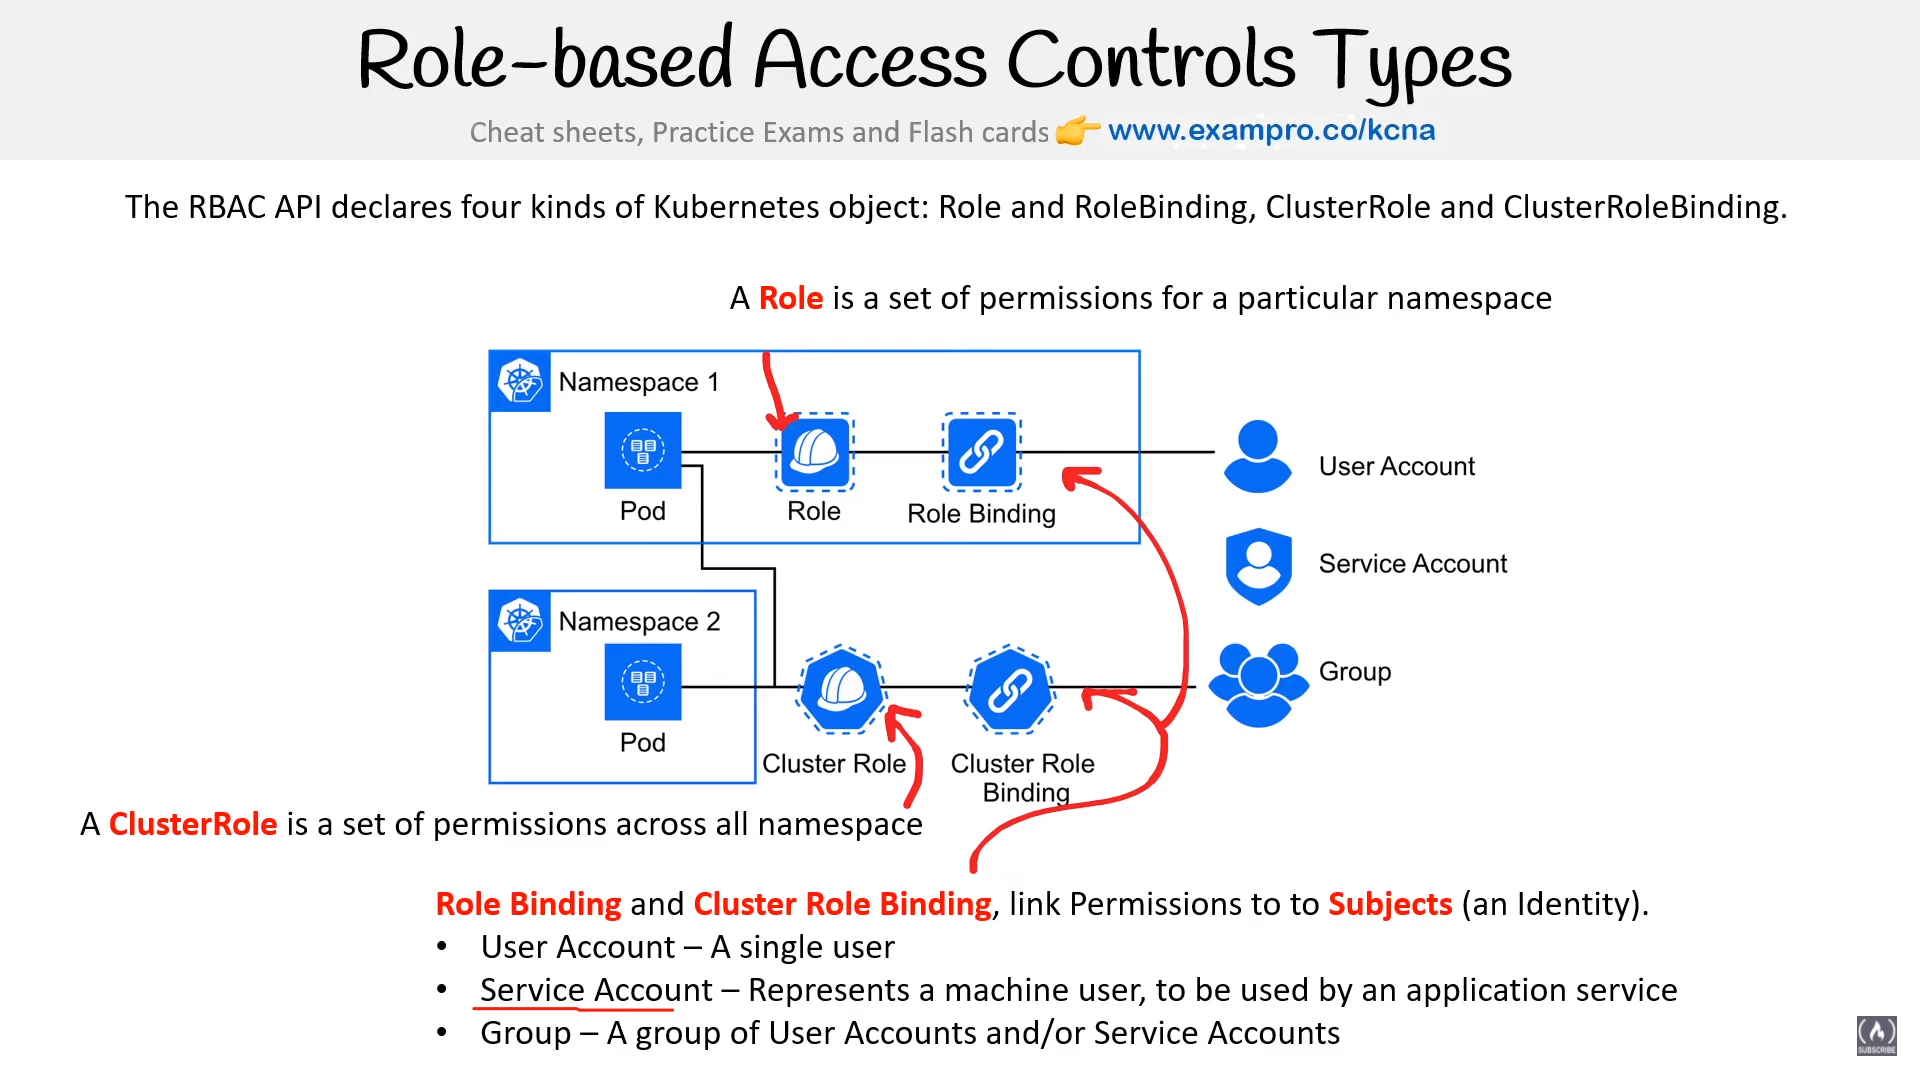 Role-based Access Controls Types
Cheat sheets, Practice Exams and Flash cards 👉 www.exampro.co/kcna
The RBAC API declares four kinds of Kubernetes object: Role and RoleBinding, ClusterRole and ClusterRoleBinding.
A Role is a set of permissions for a particular namespace
Namespace 1
Pod
Role
Role Binding
User Account
Service Account
Namespace 2
Pod
Cluster Role
Cluster Role
Binding
Group
A ClusterRole is a set of permissions across all namespace
Role Binding and Cluster Role Binding, link Permissions to to Subjects (an Identity).
• User Account – A single user
• Service Account – Represents a machine user, to be used by an application service
• Group – A group of User Accounts and/or Service Accounts
SUBSCRIBE